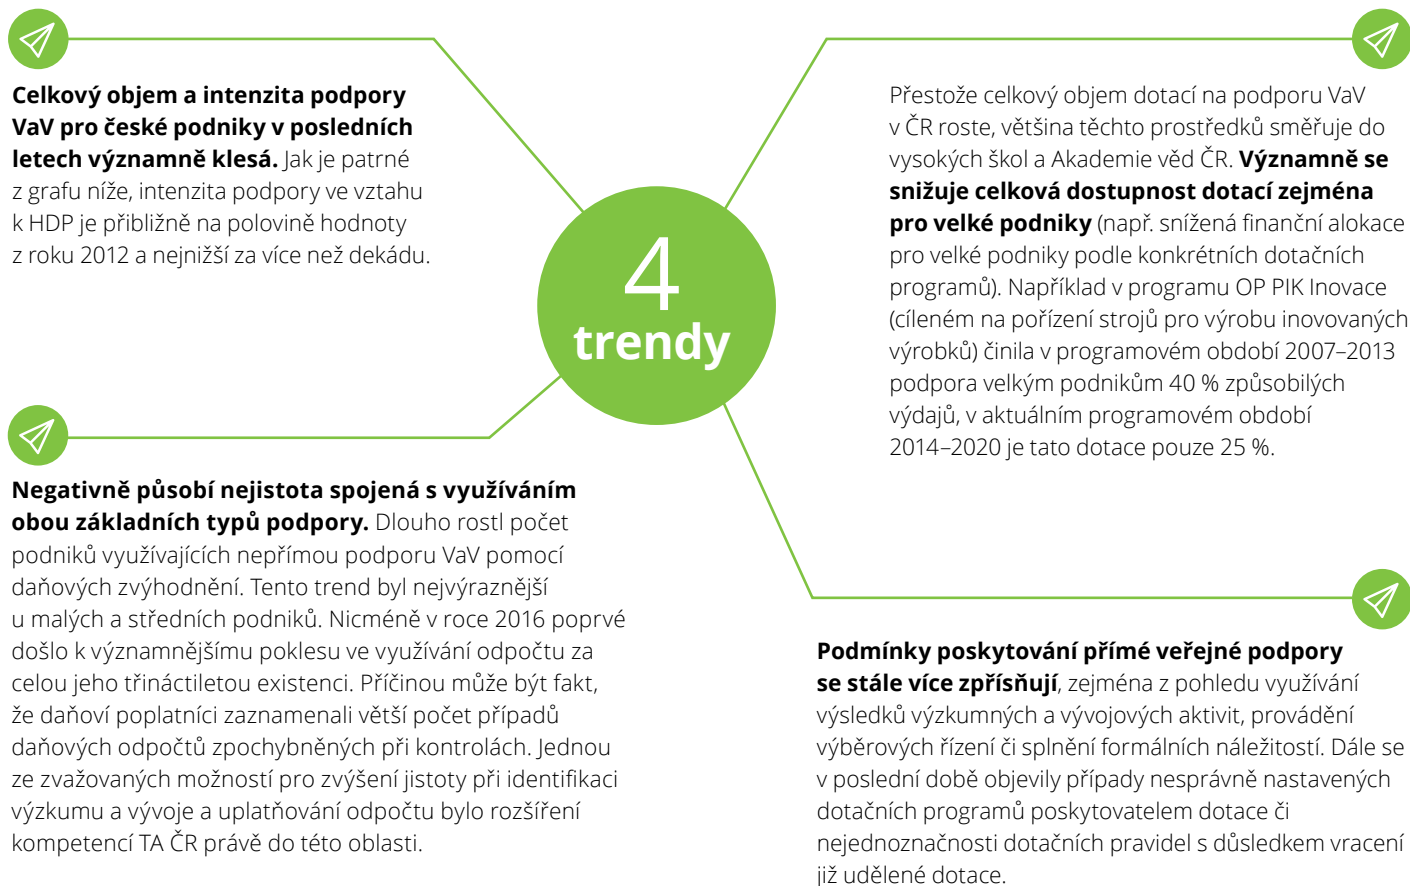 Celkový objem a intenzita podpory
VaV pro české podniky v posledních
letech významně klesá. Jak je patrné
z grafu níže, intenzita podpory ve vztahu
k HDP je přibližně na polovině hodnoty
z roku 2012 a nejnižší za více než dekádu.
Přestože celkový objem dotací na podporu VaV
v ČR roste, většina těchto prostředků směřuje do
vysokých škol a Akademie věd ČR. Významně se
snižuje celková dostupnost dotací zejména
pro velké podniky (např. snížená finanční alokace
pro velké podniky podle konkrétních dotačních
programů). Například v programu OP PIK Inovace
(cíleném na pořízení strojů pro výrobu inovovaných
výrobků) činila v programovém období 2007–2013
podpora velkým podnikům 40 % způsobilých
výdajů, v aktuálním programovém období
2014–2020 je tato dotace pouze 25 %.
4
trendy
Negativně působí nejistota spojená s využíváním
obou základních typů podpory. Dlouho rostl počet
podniků využívajících nepřímou podporu VaV pomocí
daňových zvýhodnění. Tento trend byl nejvýraznější
u malých a středních podniků. Nicméně v roce 2016 poprvé
došlo k významnějšímu poklesu ve využívání odpočtu za
celou jeho třináctiletou existenci. Příčinou může být fakt,
že daňoví poplatníci zaznamenali větší počet případů
daňových odpočtů zpochybněných při kontrolách. Jednou
ze zvažovaných možností pro zvýšení jistoty při identifikaci
výzkumu a vývoje a uplatňování odpočtu bylo rozšíření
kompetencí TA ČR právě do této oblasti.
Podmínky poskytování přímé veřejné podpory
se stále více zpřísňují, zejména z pohledu využívání
výsledků výzkumných a vývojových aktivit, provádění
výběrových řízení či splnění formálních náležitostí. Dále se
v poslední době objevily případy nesprávně nastavených
dotačních programů poskytovatelem dotace či
nejednoznačnosti dotačních pravidel s důsledkem vracení
již udělené dotace.